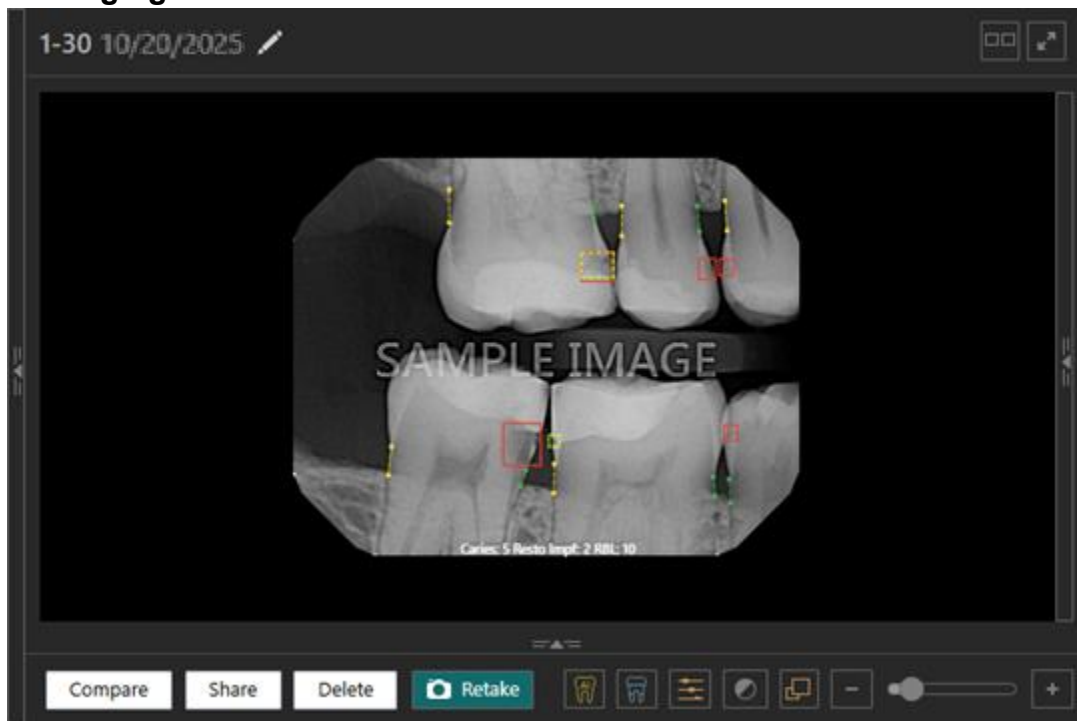 1-30 10/20/2025
SAMPLE IMAGE
Caries: 5 Resto Impf: 2 RBL: 10
Compare
Share
Delete
Retake